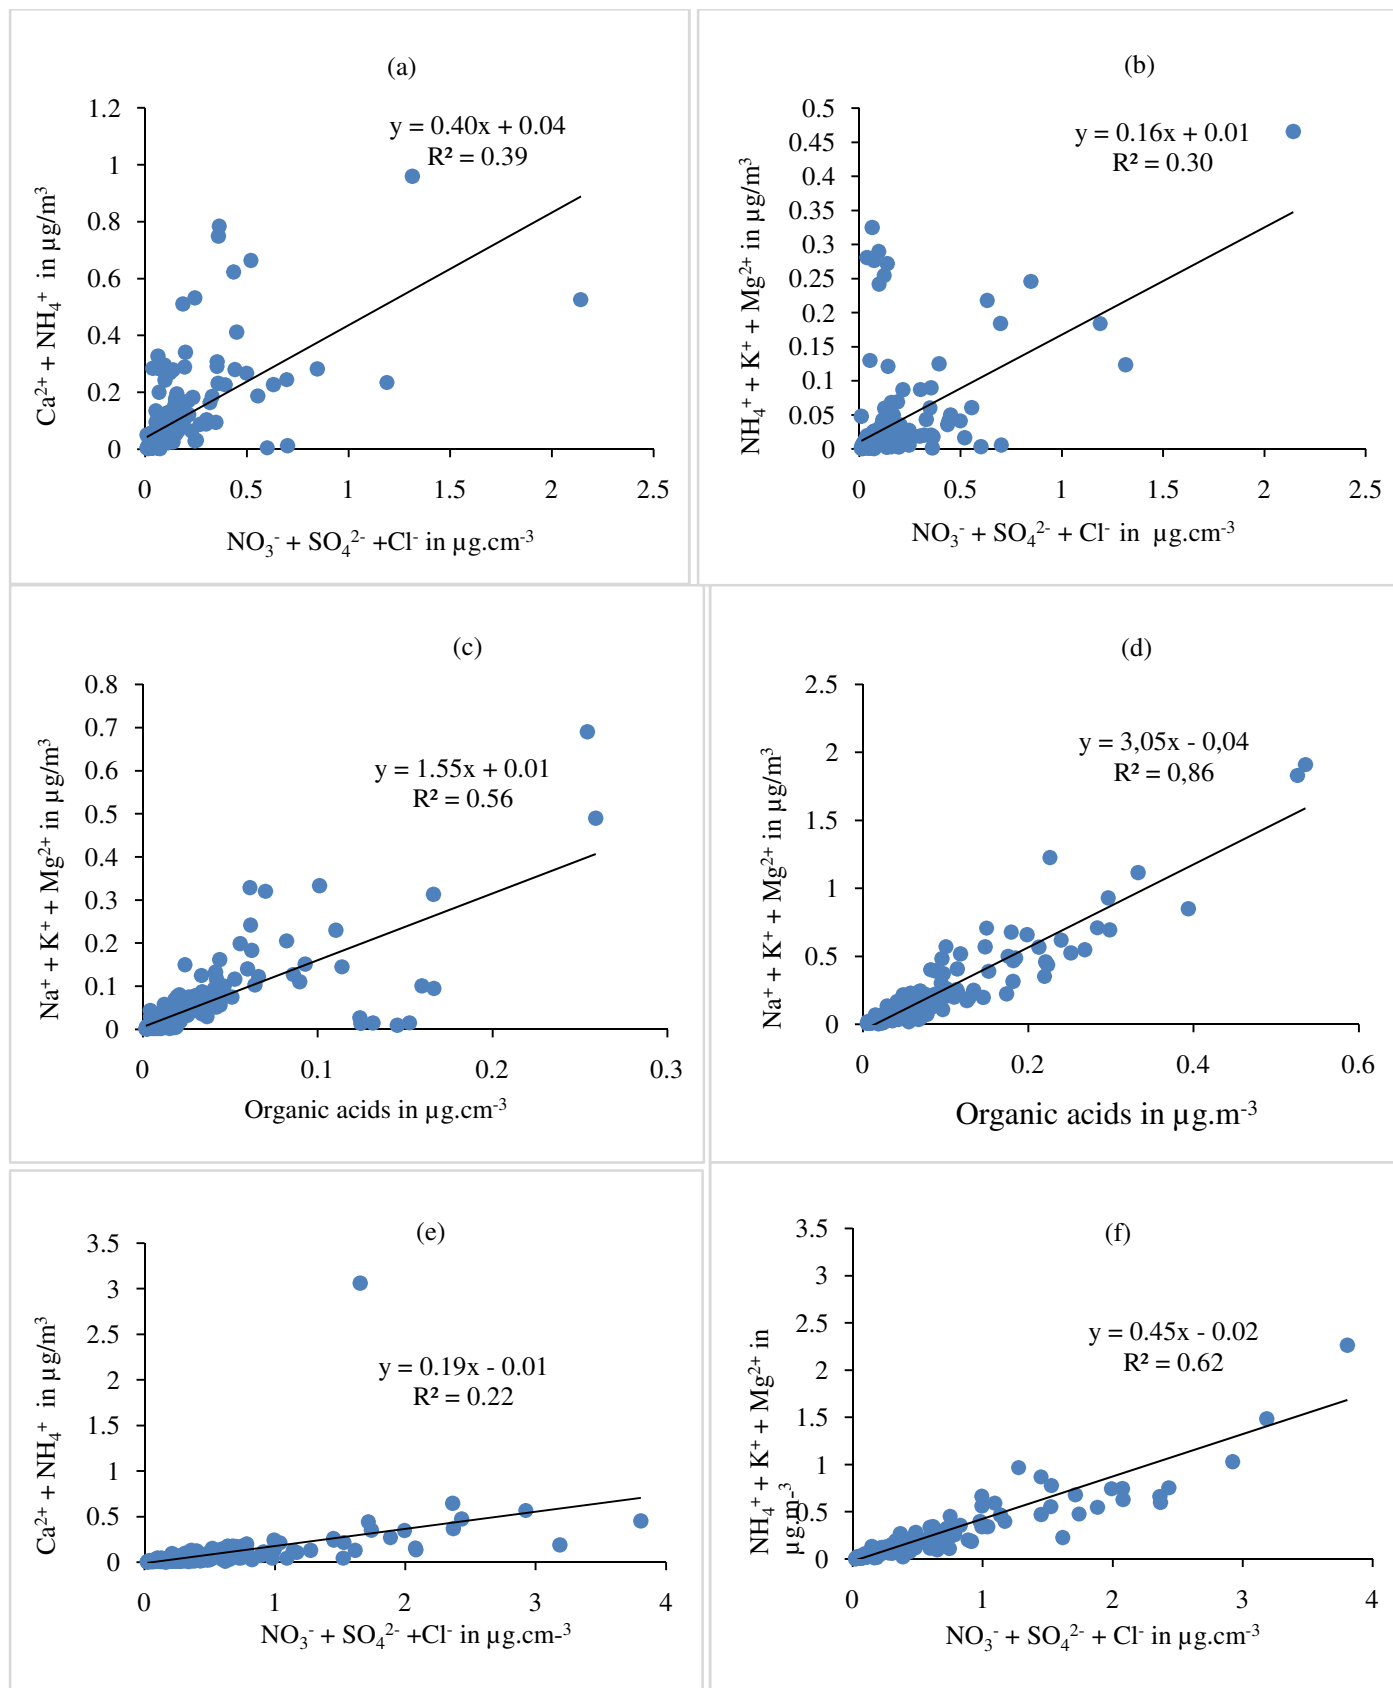 (a)
1.2
1
0.8
0.6
0.4
0.2
0
y = 0.40x + 0.04
R² = 0.39
Ca²⁺ + NH₄⁺ in µg/m³
0 0.5 1 1.5 2 2.5
NO₃⁻ + SO₄²⁻ +Cl⁻ in µg.cm⁻³
(b)
0.5
0.45
0.4
0.35
0.3
0.25
0.2
0.15
0.1
0.05
0
y = 0.16x + 0.01
R² = 0.30
NH₄⁺ + K⁺ + Mg²⁺ in µg/m³
0 0.5 1 1.5 2 2.5
NO₃⁻ + SO₄²⁻ + Cl⁻ in µg.cm⁻³
(c)
0.8
0.7
0.6
0.5
0.4
0.3
0.2
0.1
0
y = 1.55x + 0.01
R² = 0.56
Na⁺ + K⁺ + Mg²⁺ in µg/m³
0 0.1 0.2 0.3
Organic acids in µg.cm⁻³
(d)
2.5
2
1.5
1
0.5
0
y = 3,05x - 0,04
R² = 0,86
Na⁺ + K⁺ + Mg²⁺ in µg/m³
0 0.2 0.4 0.6
Organic acids in µg.m⁻³
(e)
3.5
3
2.5
2
1.5
1
0.5
0
y = 0.19x - 0.01
R² = 0.22
Ca²⁺ + NH₄⁺ in µg/m³
0 1 2 3 4
NO₃⁻ + SO₄²⁻ +Cl⁻ in µg.cm-³
(f)
3.5
3
2.5
2
1.5
1
0.5
0
y = 0.45x - 0.02
R² = 0.62
NH₄⁺ + K⁺ + Mg²⁺ in
µg.m-³
0 1 2 3 4
NO₃⁻ + SO₄²⁻ + Cl⁻ in µg.cm⁻³